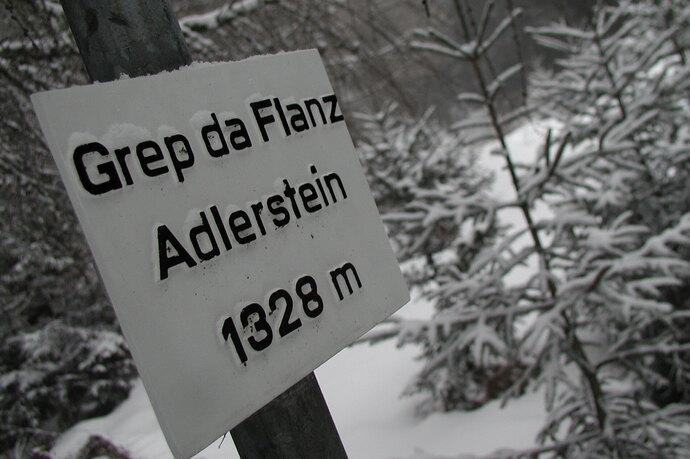 Grep da Flanz
Adlerstein
1328 m